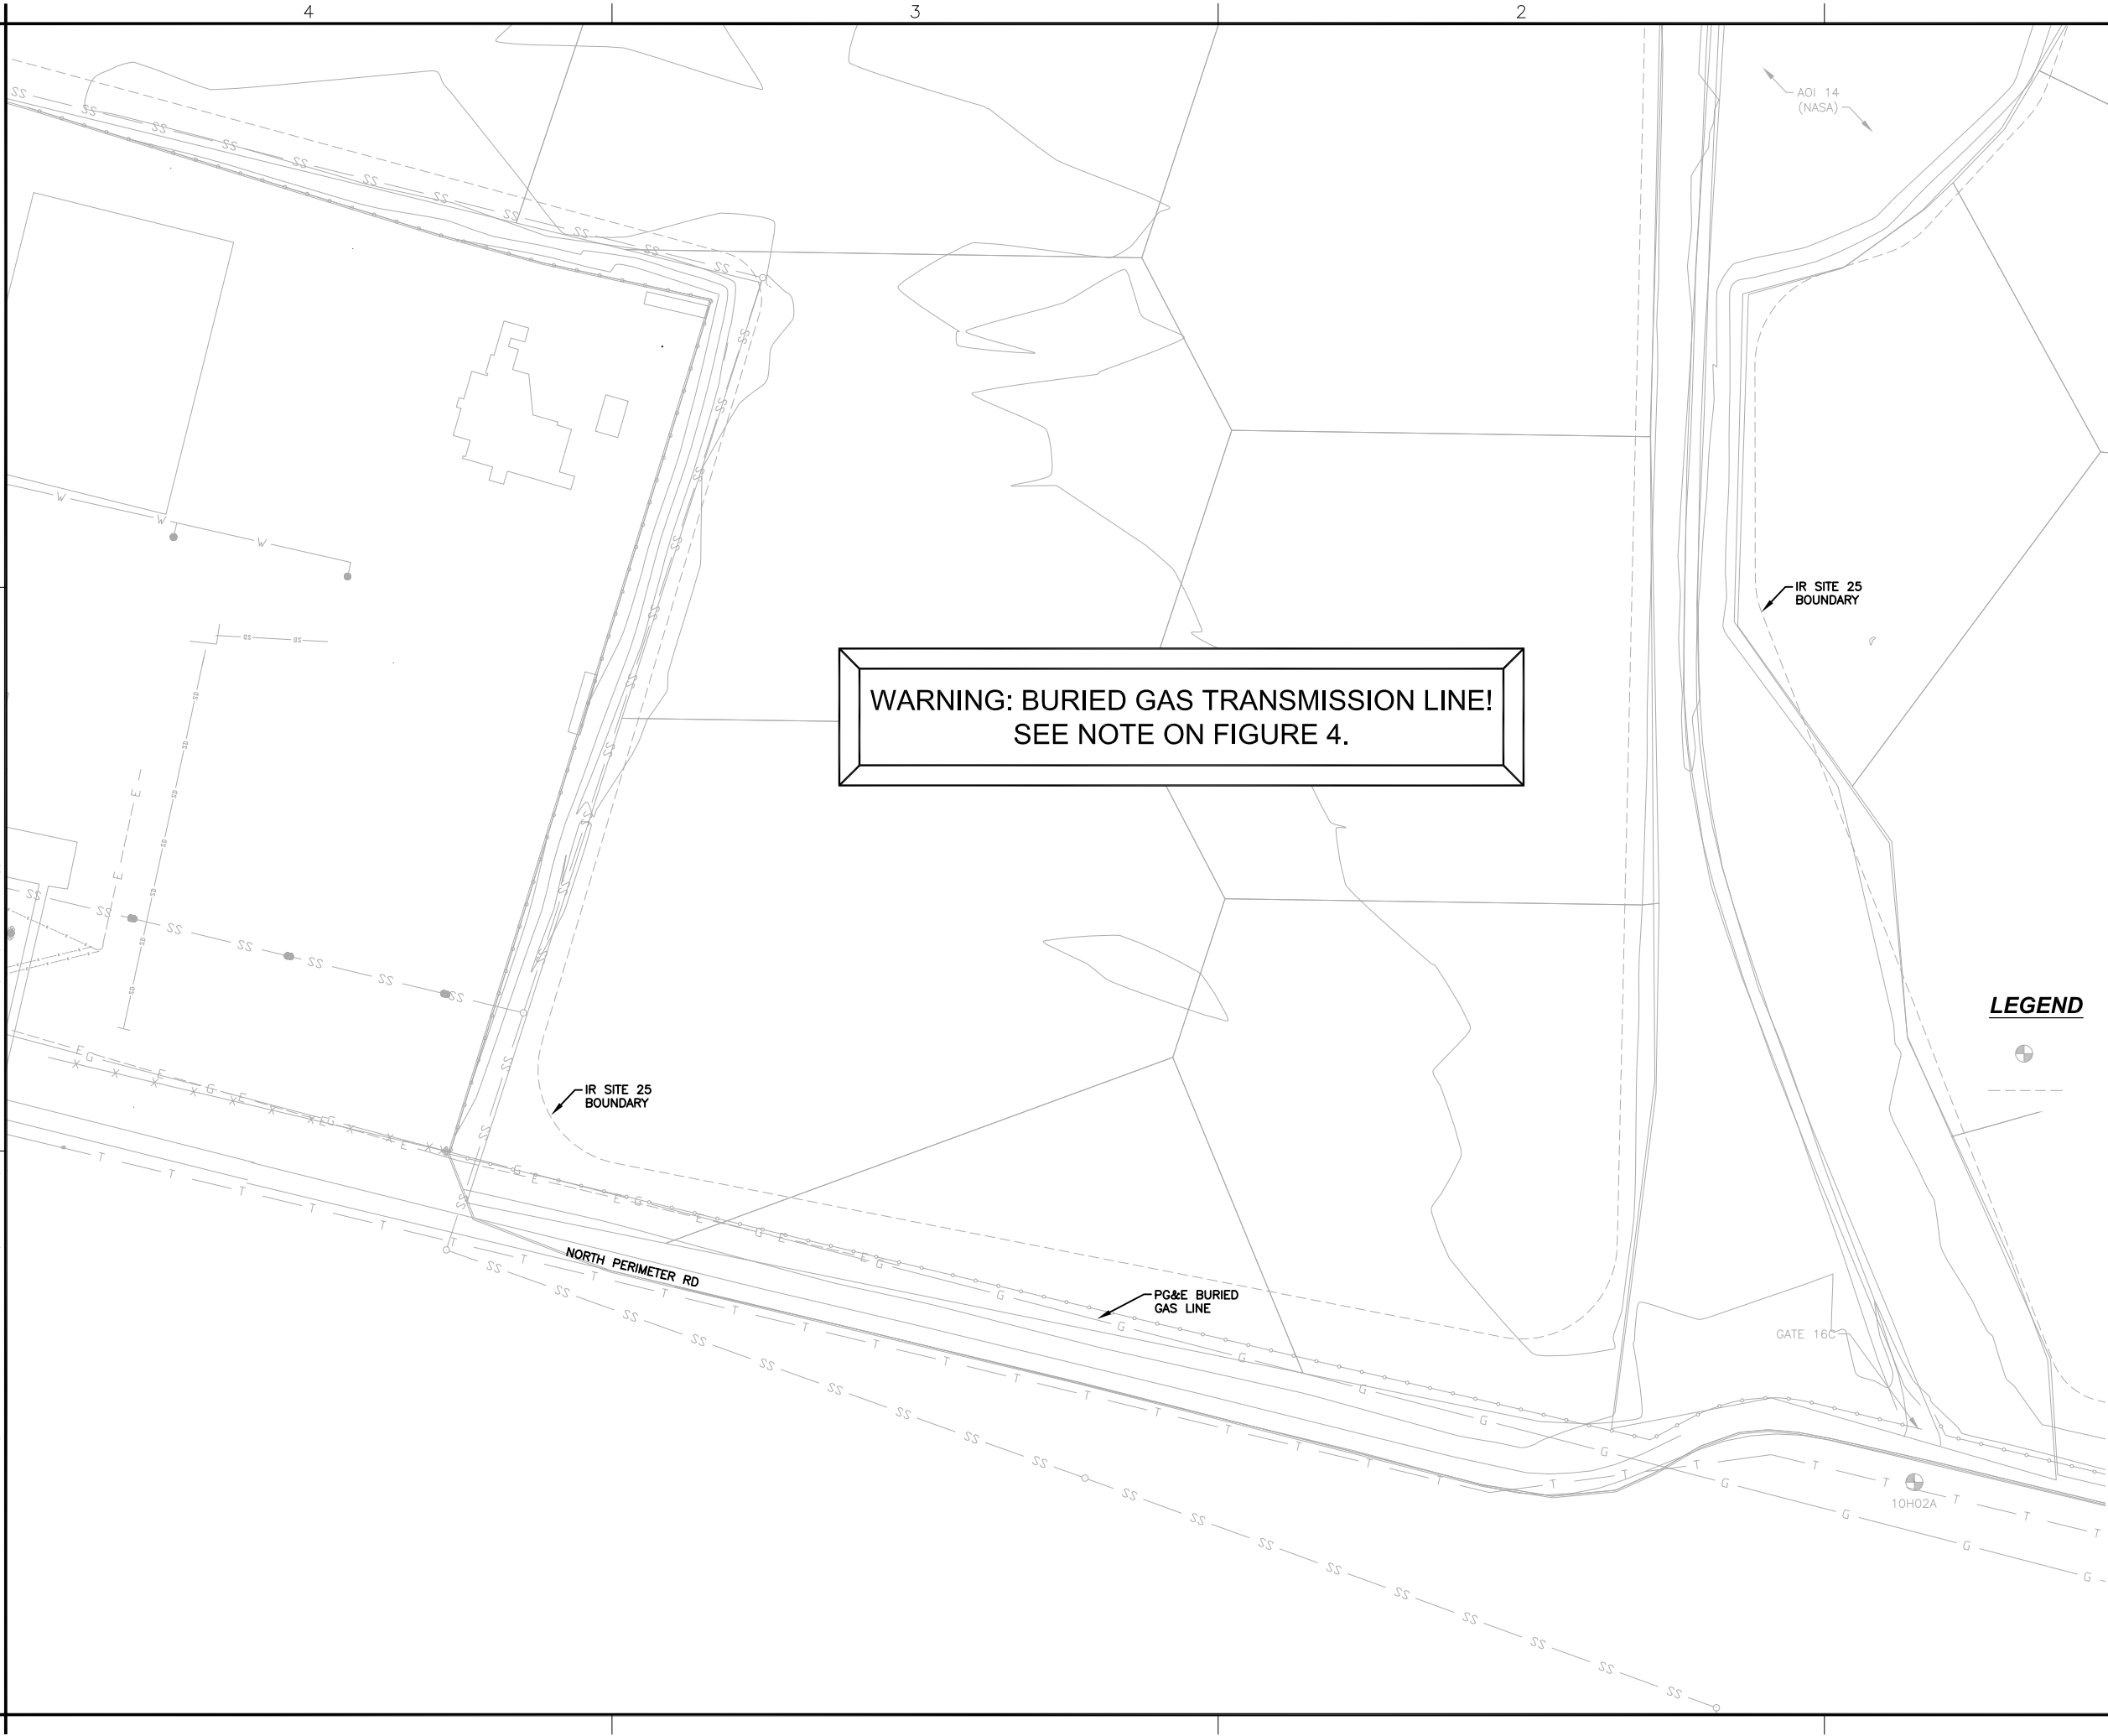 4
3
2
AOI 14
(NASA)
IR SITE 25
BOUNDARY
WARNING: BURIED GAS TRANSMISSION LINE!
SEE NOTE ON FIGURE 4.
LEGEND
IR SITE 25
BOUNDARY
NORTH PERIMETER RD
PG&E BURIED
GAS LINE
GATE 16C
10H02A